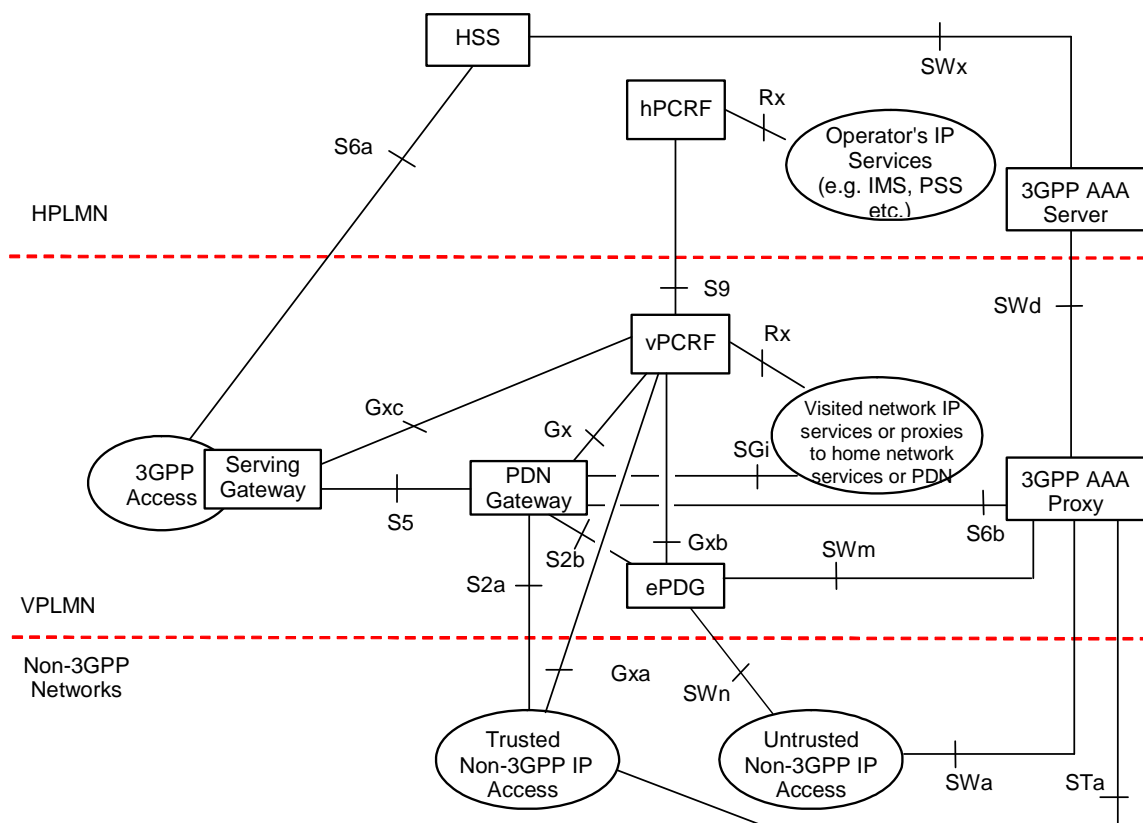 HSS
SWx
hPCRF
Rx
Operator's IP
Services
(e.g. IMS, PSS
etc.)
S6a
3GPP AAA
Server
HPLMN
S9
SWd
vPCRF
Rx
Gxc
Gx
Visited network IP
services or proxies
to home network
services or PDN
SGi
3GPP
Access
Serving
Gateway
PDN
Gateway
3GPP AAA
Proxy
S5
S6b
S2b
Gxb
SWm
S2a
ePDG
VPLMN
Non-3GPP
Networks
Gxa
SWn
Trusted
Non-3GPP IP
Access
Untrusted
Non-3GPP IP
Access
SWa
STa